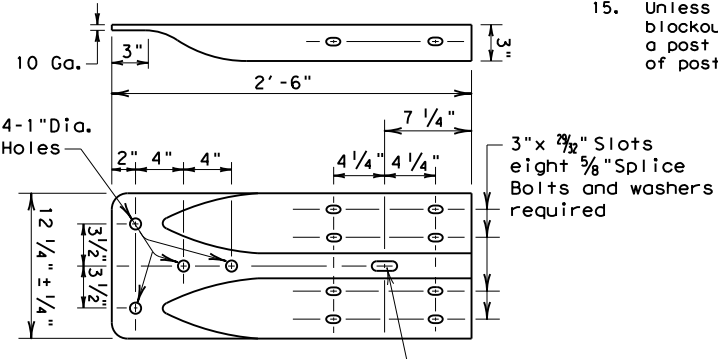 15. Unless
blockou
a post
of post
3"
10 Ga.
3"
2'-6"
7 1/4"
4-1"Dia.
Holes
2" 4" 4"
4 1/4" 4 1/4"
3"x 29/32" Slots
eight 5/8"Splice
Bolts and washers
required
12 1/4" ± 1/4"
3 1/2"
3 1/2"